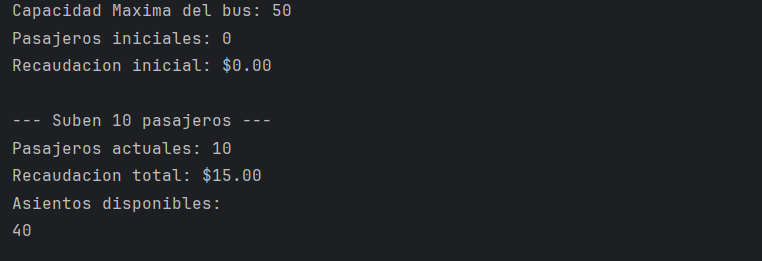 Capacidad Maxima del bus: 50
Pasajeros iniciales: 0
Recaudacion inicial: $0.00
--- Suben 10 pasajeros ---
Pasajeros actuales: 10
Recaudacion total: $15.00
Asientos disponibles:
40